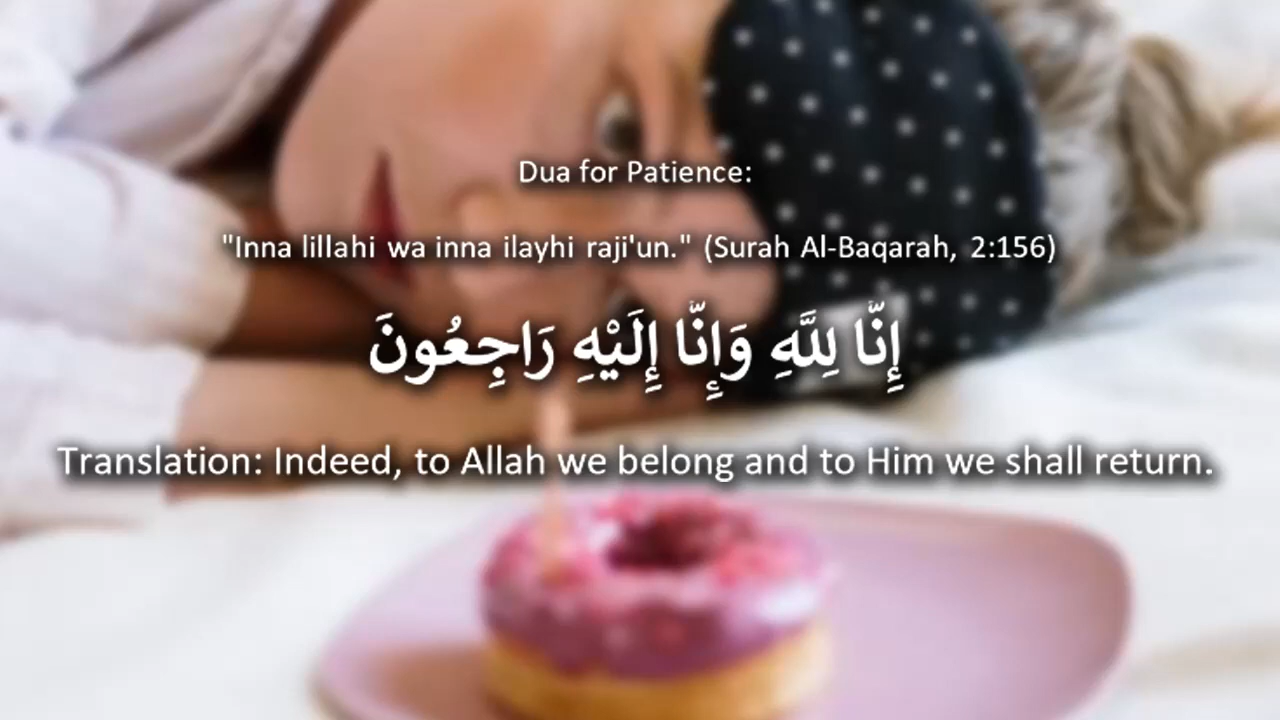 Dua for Patience:
"Inna lillahi wa inna ilayhi raji'un." (Surah Al-Baqarah, 2:156)
إِنَّا لِلَّهِ وَإِنَّا إِلَيْهِ رَاجِعُونَ
Translation: Indeed, to Allah we belong and to Him we shall return.